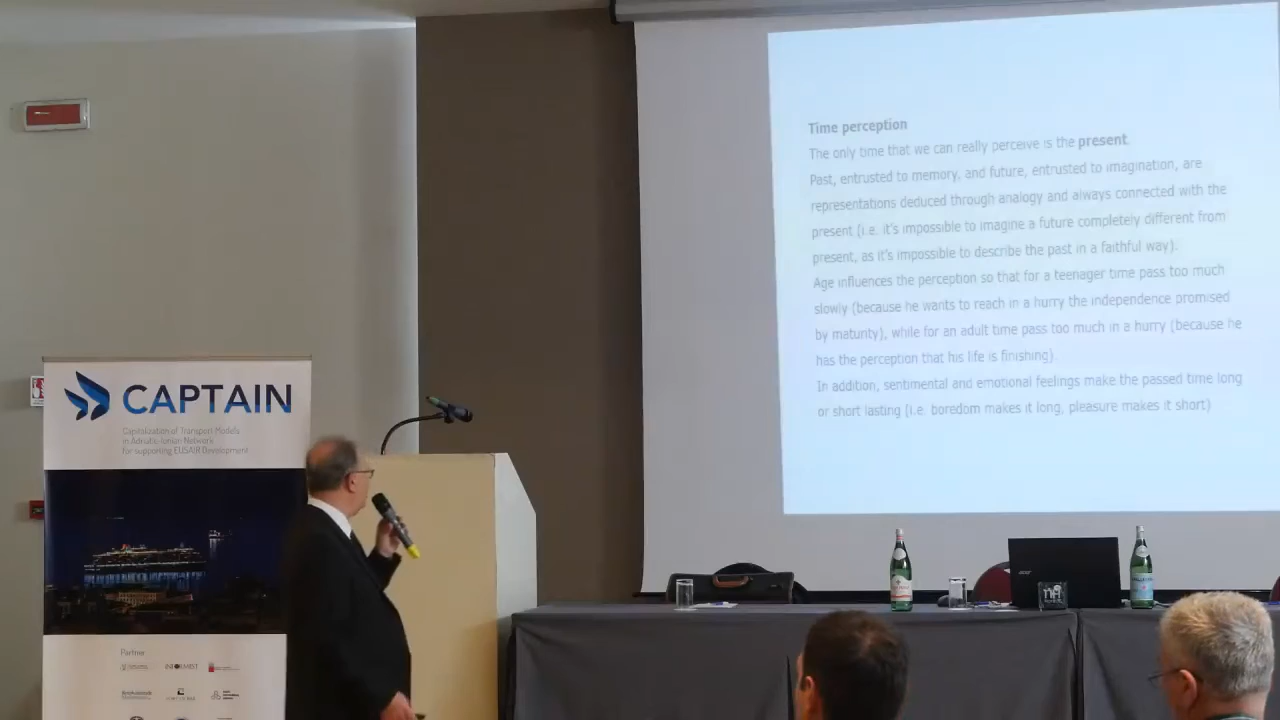 Time perception
The only time that we can really perceive is the present.
Past, entrusted to memory, and future, entrusted to imagination, are
representations deduced through analogy and always connected with the
present (i.e. it's impossible to imagine a future completely different from
present, as it's impossible to describe the past in a faithful way).
Age influences the perception so that for a teenager time pass too much
slowly (because he wants to reach in a hurry the independence promised
by maturity), while for an adult time pass too much in a hurry (because he
has the perception that his life is finishing).
In addition, sentimental and emotional feelings make the passed time long
or short lasting (i.e. boredom makes it long, pleasure makes it short)
CAPTAIN
Capitalization of Transport Models
in Adriatic-Ionian Network
for supporting EUSAIR Development
Partner
nh